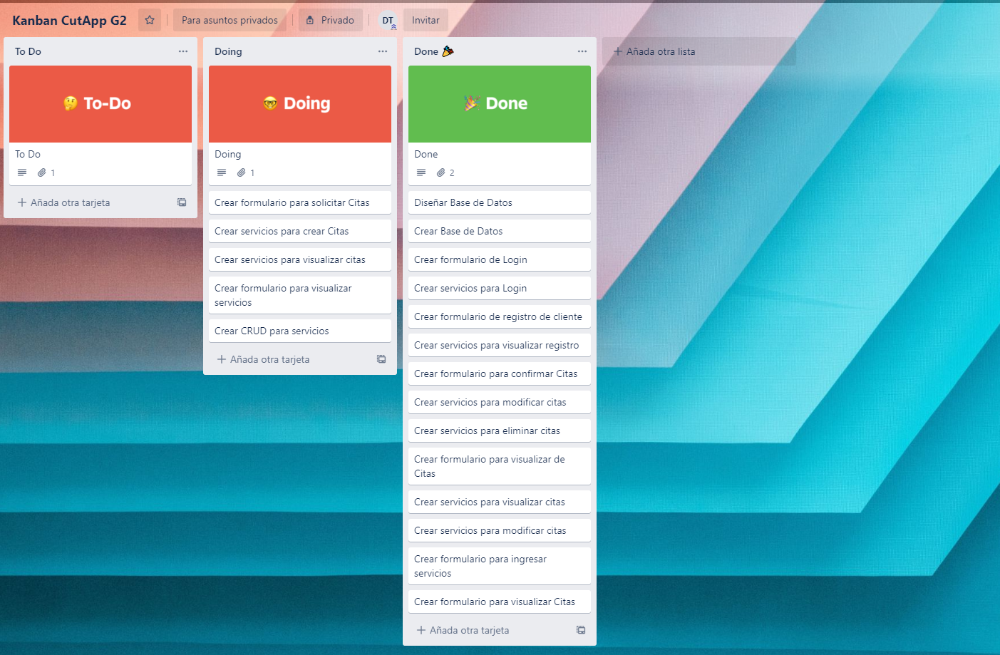 Kanban CutApp G2
Para asuntos privados
Privado
DT
Invitar
To Do
To-Do
To Do
1
Añada otra tarjeta
Doing
Doing
Doing
1
Crear formulario para solicitar Citas
Crear servicios para crear Citas
Crear servicios para visualizar citas
Crear formulario para visualizar
servicios
Crear CRUD para servicios
Añada otra tarjeta
Done
Done
Done
2
Diseñar Base de Datos
Crear Base de Datos
Crear formulario de Login
Crear servicios para Login
Crear formulario de registro de cliente
Crear servicios para visualizar registro
Crear formulario para confirmar Citas
Crear servicios para modificar citas
Crear servicios para eliminar citas
Crear formulario para visualizar de
Citas
Crear servicios para visualizar citas
Crear servicios para modificar citas
Crear formulario para ingresar
servicios
Crear formulario para visualizar Citas
Añada otra tarjeta
Añada otra lista